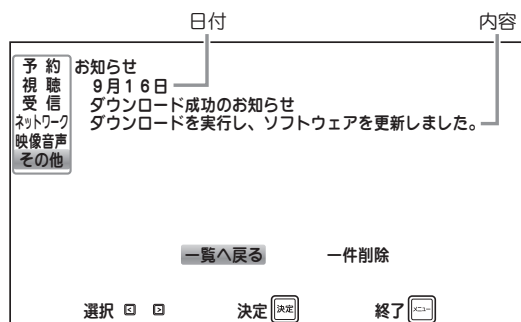 日付 内容
予約
視聴
受信
ネットワーク
映像音声
その他
お知らせ
9月16日
ダウンロード成功のお知らせ
ダウンロードを実行し、ソフトウェアを更新しました。
一覧へ戻る 一件削除
選択 決定 決定 終了 メニュー